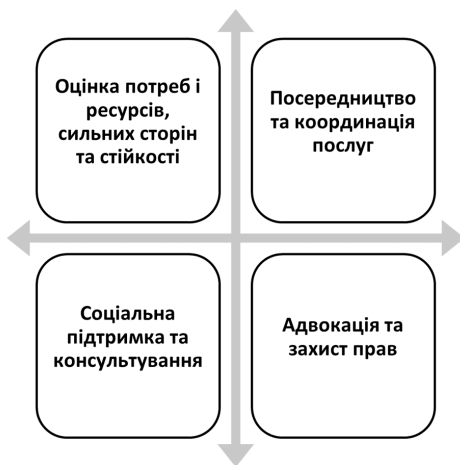 Оцінка потреб і
ресурсів,
сильних сторін
та стійкості
Посередництво
та координація
послуг
Соціальна
підтримка та
консультування
Адвокація та
захист прав